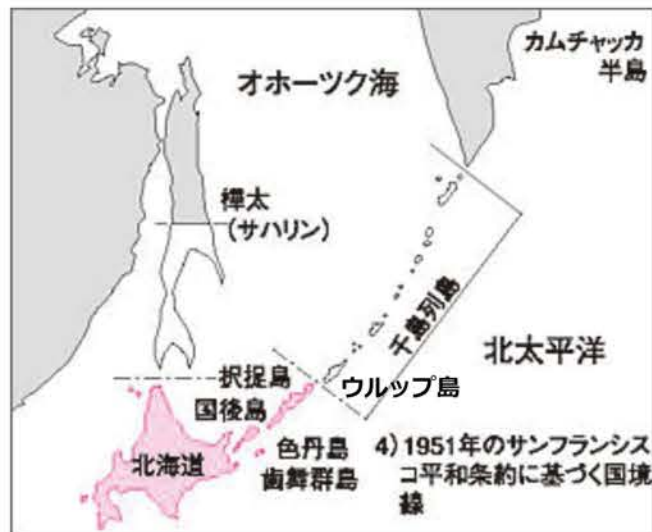 カムチャッカ
半島
オホーツク海
樺太
(サハリン)
千島列島
北太平洋
択捉島
ウルップ島
国後島
色丹島
歯舞群島
北海道
4) 1951年のサンフランシス
コ平和条約に基づく国境
線